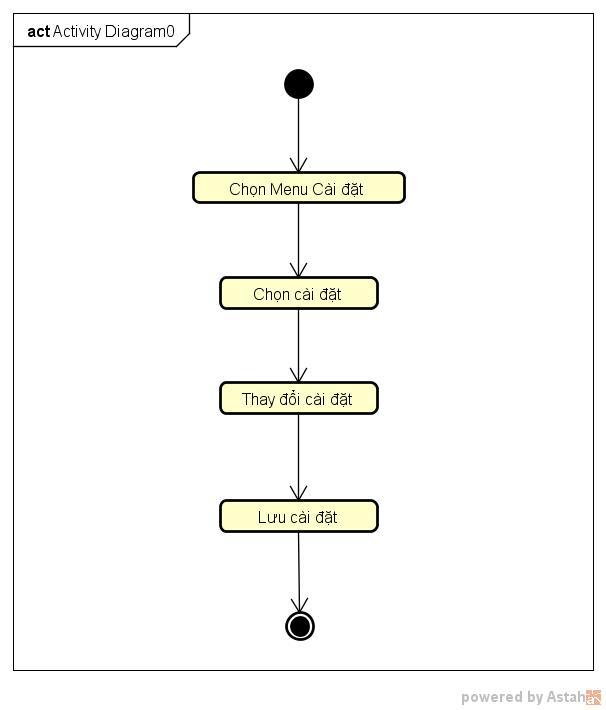 act Activity Diagram0
Chọn Menu Cài đặt
Chọn cài đặt
Thay đổi cài đặt
Lưu cài đặt
powered by Astah